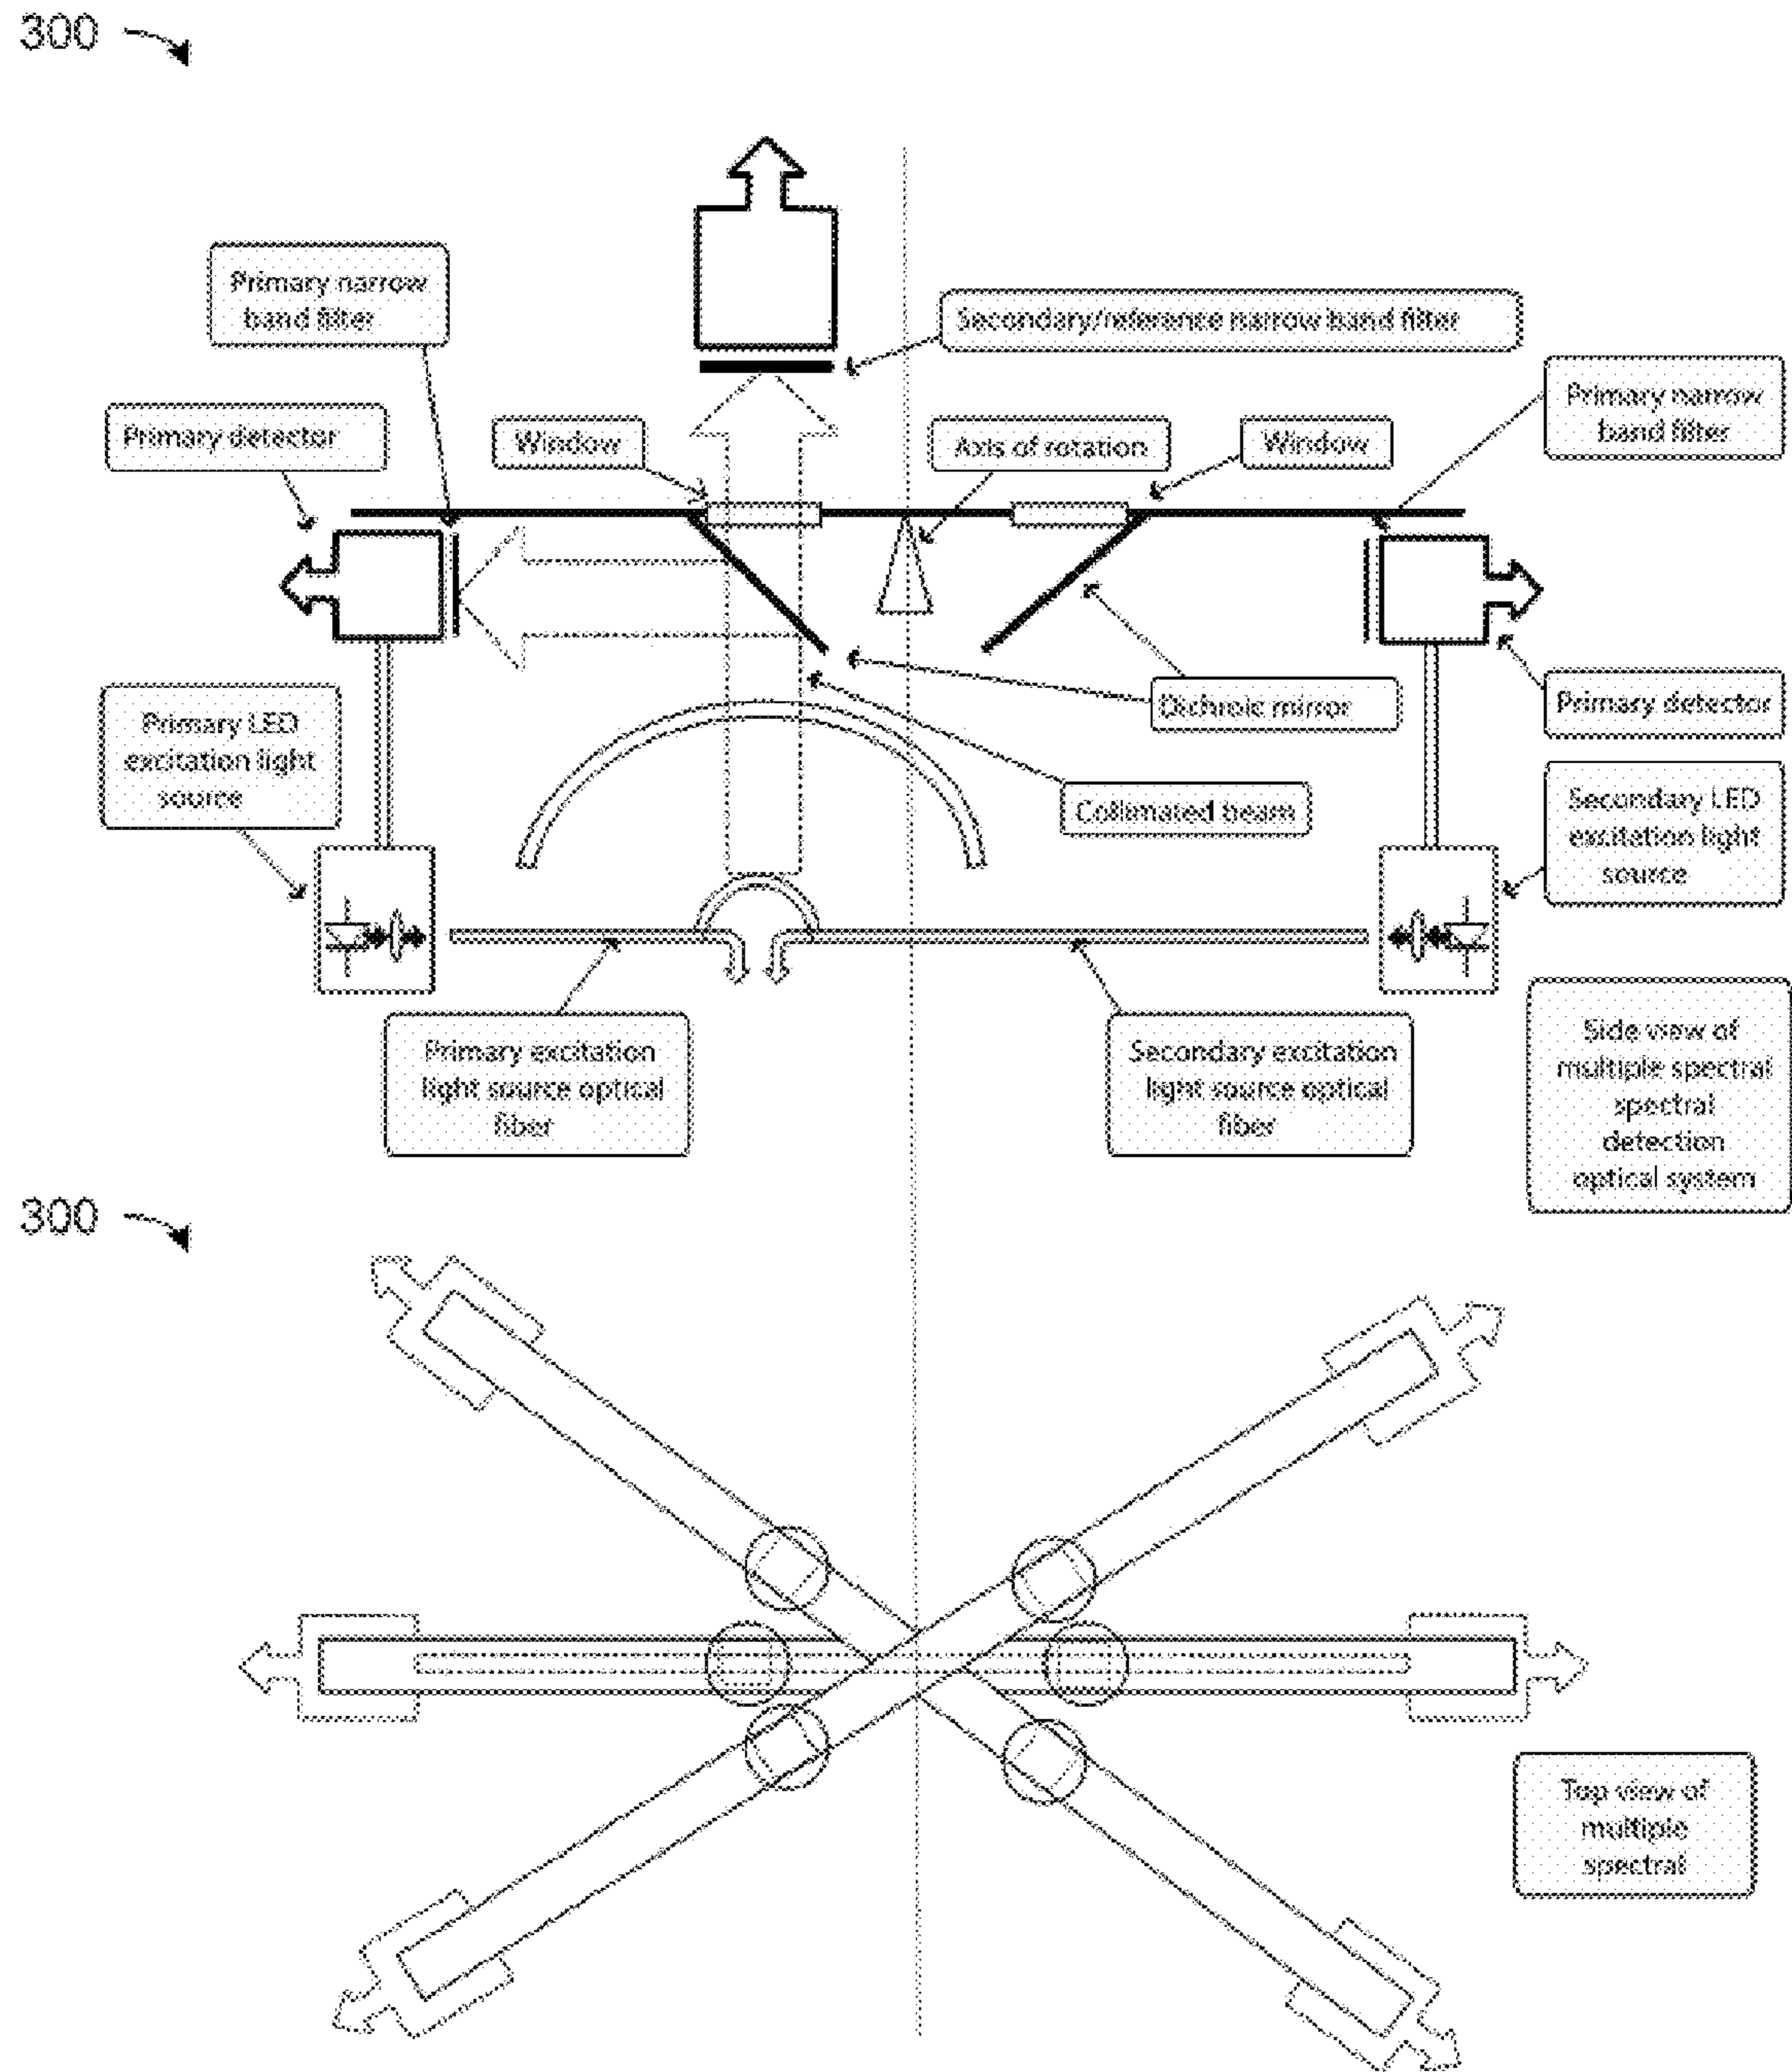 300
Primary narrow
band filter
Secondary/reference narrow band filter
Primary narrow
band filter
Primary detector
Window
Axis of rotation
Window
Primary LED
excitation light
source
Dichroic mirror
Primary detector
Collimated beam
Secondary LED
excitation light
source
Primary excitation
light source optical
fiber
Secondary excitation
light source optical
fiber
Side view of
multiple spectral
spectral
detection
optical system
300
Top view of
multiple
spectral